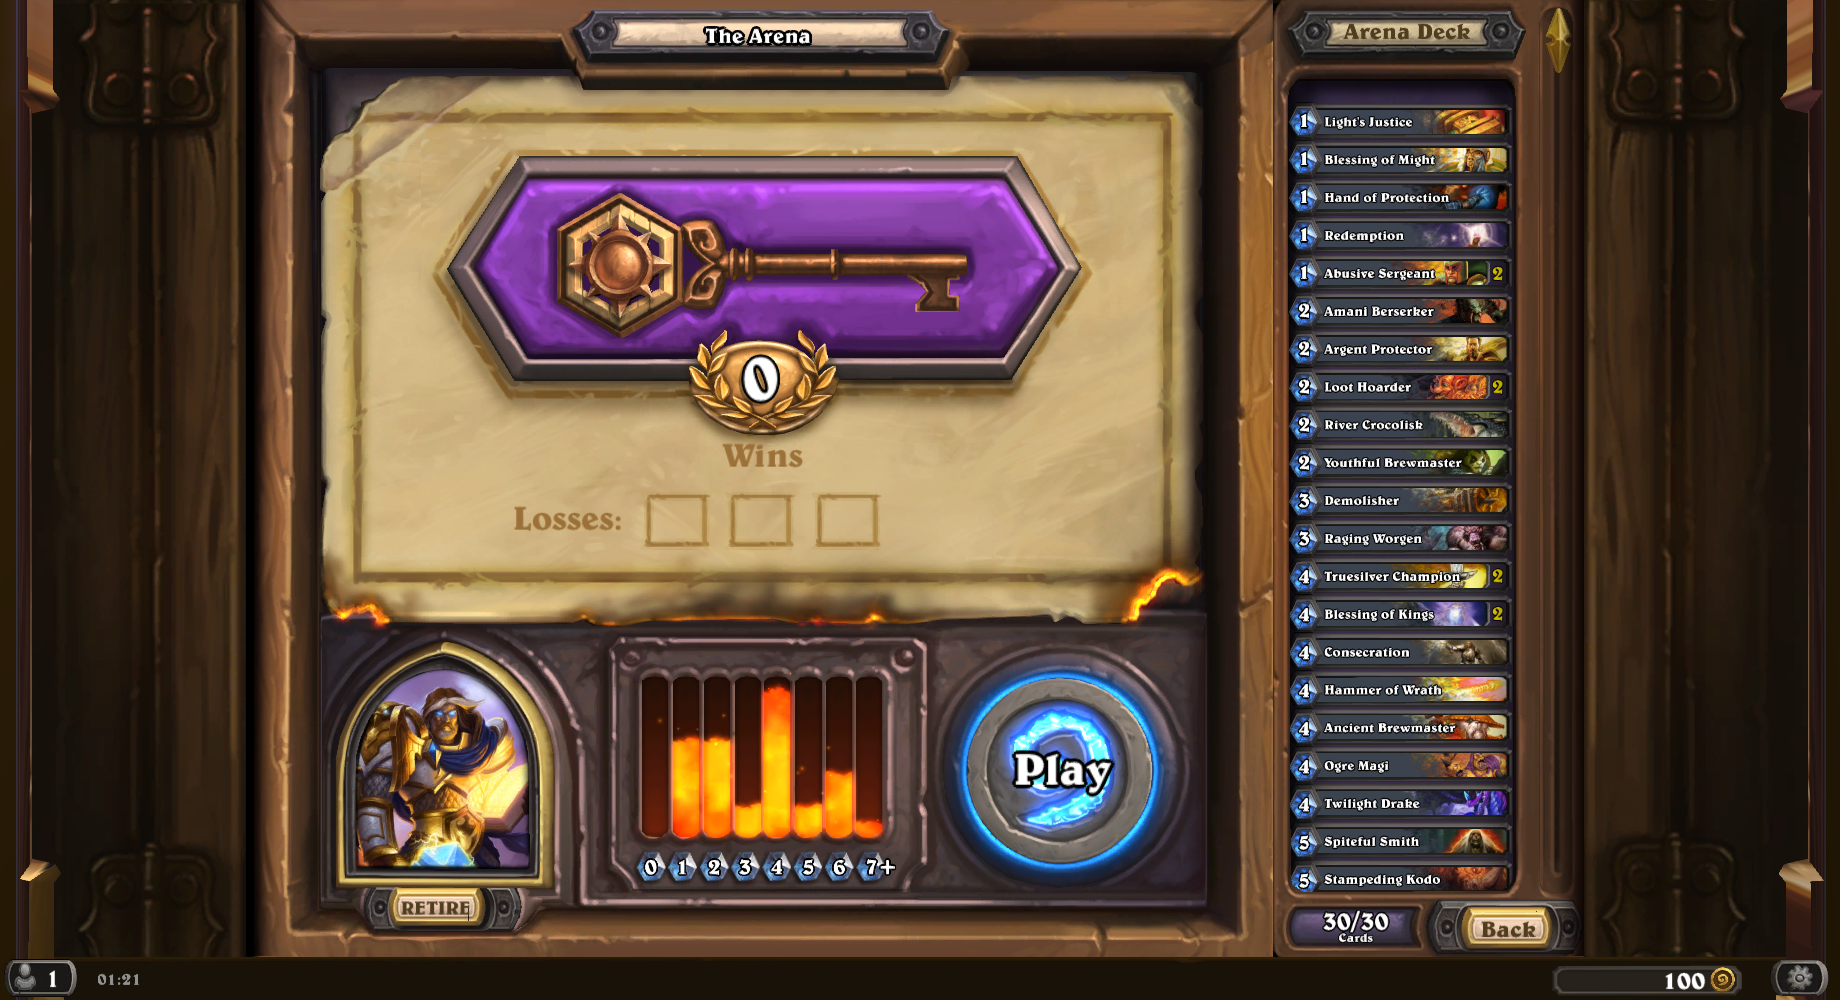 The Arena
0
Wins
Losses:
0 1 2 3 4 5 6 7+
Play
RETIRE
Arena Deck
1 Light's Justice
1 Blessing of Might
1 Hand of Protection
1 Redemption
1 Abusive Sergeant 2
2 Amani Berserker
2 Argent Protector
2 Loot Hoarder 2
2 River Crocolisk
2 Youthful Brewmaster
3 Demolisher
3 Raging Worgen
4 Truesilver Champion 2
4 Blessing of Kings 2
4 Consecration
4 Hammer of Wrath
4 Ancient Brewmaster
4 Ogre Magi
4 Twilight Drake
5 Spiteful Smith
5 Stampeding Kodo
30/30
Cards
Back
1
01:21
100